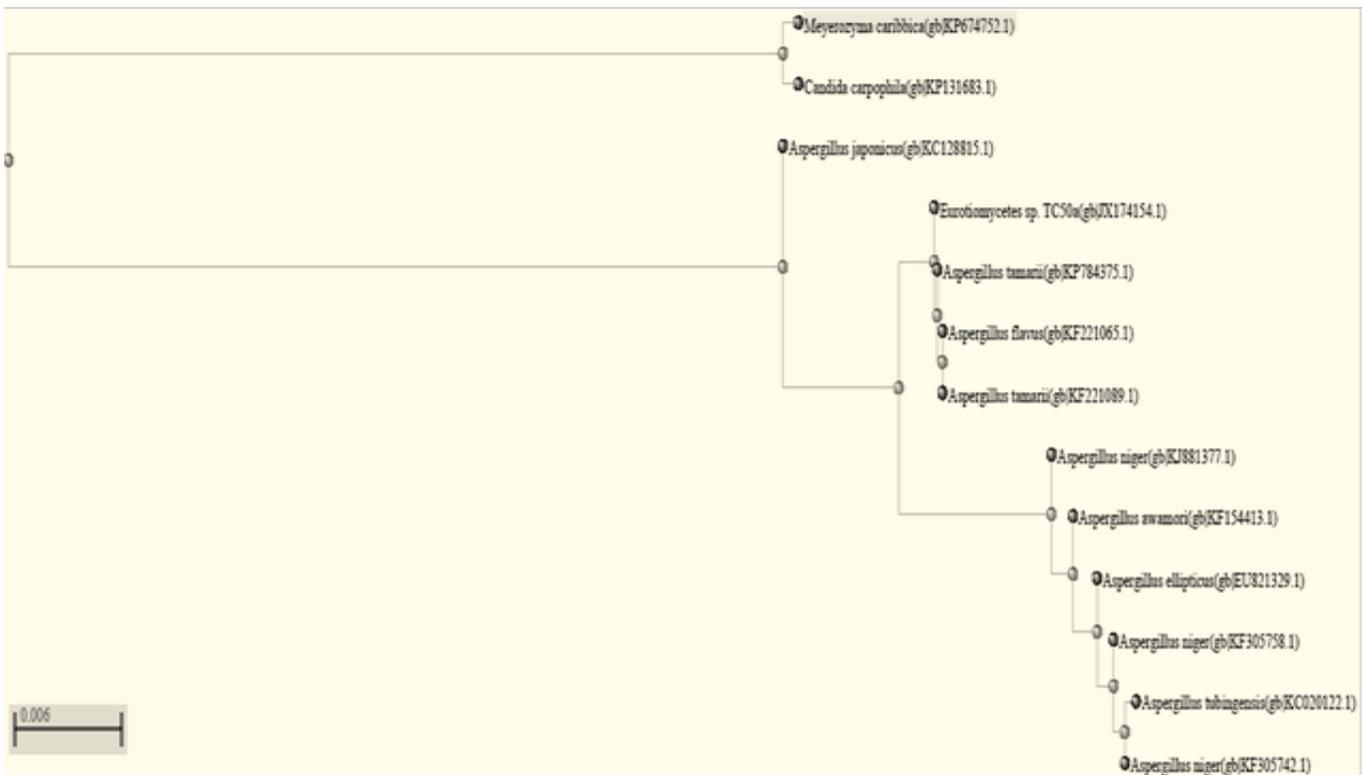 Meyerozyma caribbica(gb|KP674752.1)
Candida carpophila(gb|KP131683.1)
Aspergillus japonicus(gb|KC128815.1)
Eurotiomycetes sp. TC50a(gb|JX174154.1)
Aspergillus tamarii(gb|KP784375.1)
Aspergillus flavus(gb|KF221065.1)
Aspergillus tamarii(gb|KF221089.1)
Aspergillus niger(gb|KJ881377.1)
Aspergillus awamori(gb|KF154413.1)
Aspergillus ellipticus(gb|EU821329.1)
Aspergillus niger(gb|KF305758.1)
Aspergillus tubingensis(gb|KC020122.1)
Aspergillus niger(gb|KF305742.1)
0.006